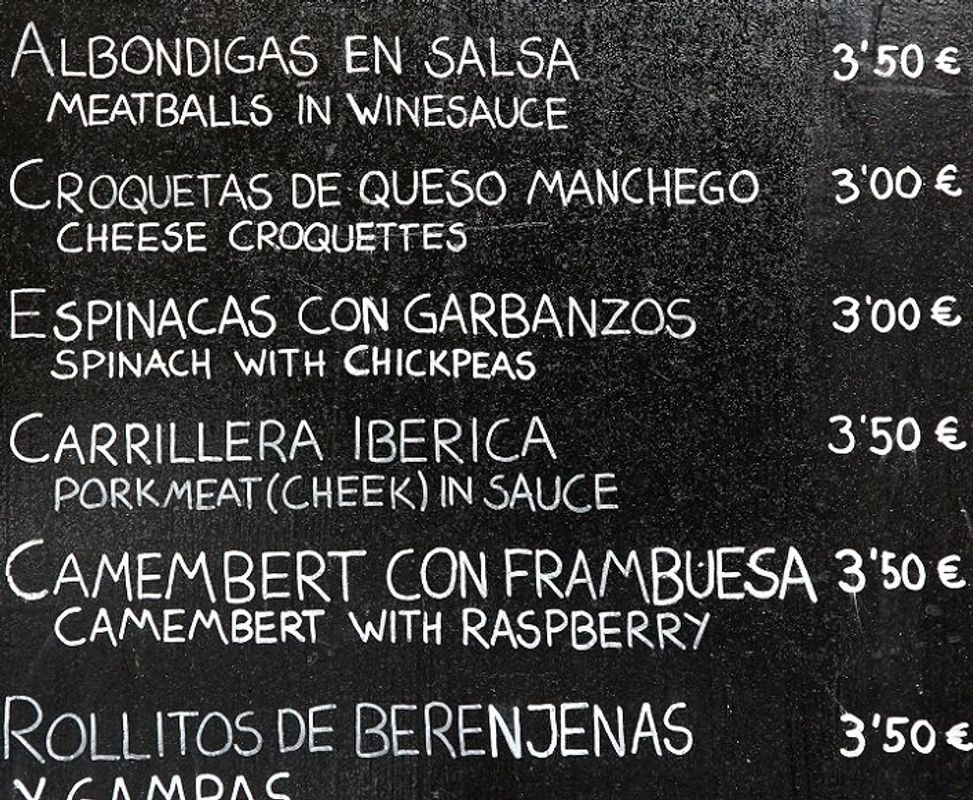 ALBONDIGAS EN SALSA 3'50 €
MEATBALLS IN WINESAUCE
CROQUETAS DE QUESO MANCHEGO 3'00 €
CHEESE CROQUETTES
ESPINACAS CON GARBANZOS 3'00 €
SPINACH WITH CHICKPEAS
CARRILLERA IBERICA 3'50 €
PORKMEAT (CHEEK) IN SAUCE
CAMEMBERT CON FRAMBUESA 3'50 €
CAMEMBERT WITH RASPBERRY
ROLLITOS DE BERENJENAS 3'50 €
Y GAMBAS